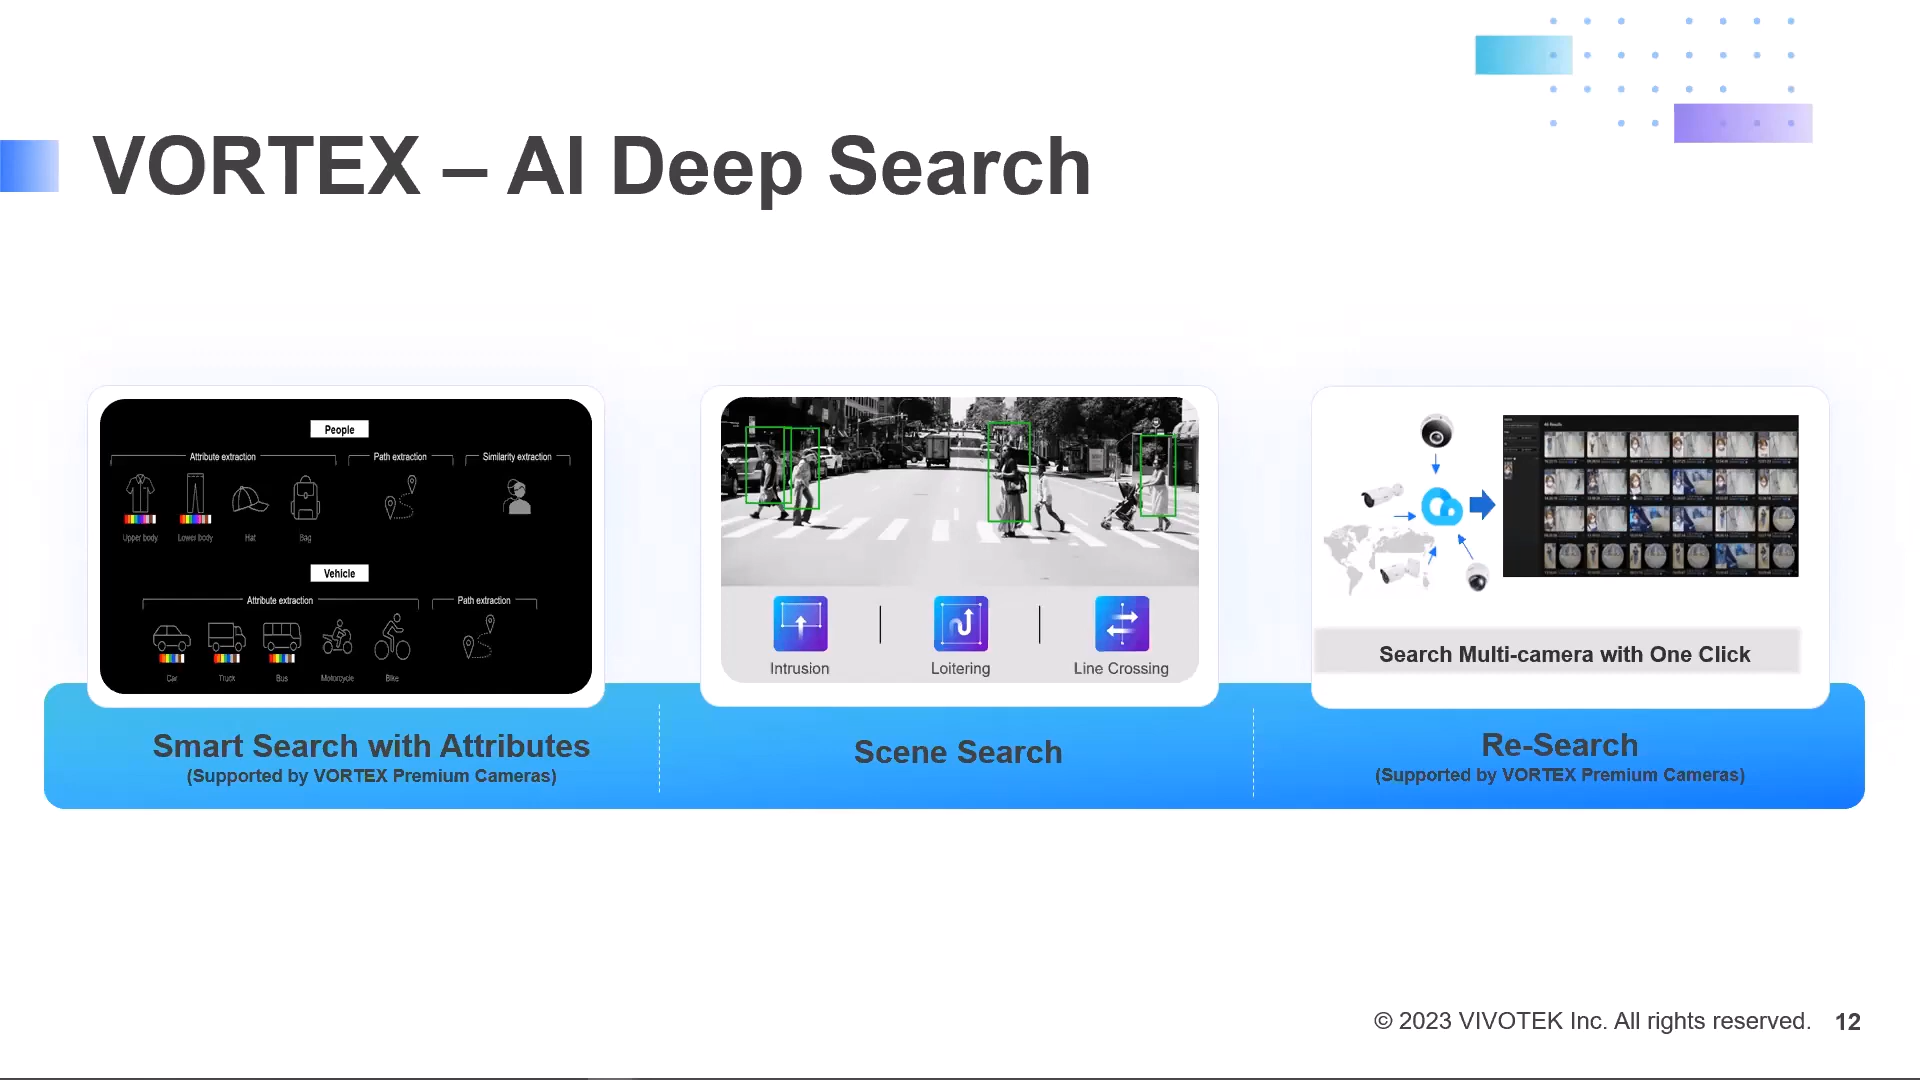 VORTEX – AI Deep Search
People
Attribute extraction
Path extraction
Similarity extraction
Upper body
Lower body
Hat
Bag
Vehicle
Attribute extraction
Path extraction
Car
Truck
Bus
Motorcycle
Bike
Smart Search with Attributes
(Supported by VORTEX Premium Cameras)
Intrusion
Loitering
Line Crossing
Scene Search
Search Multi-camera with One Click
Re-Search
(Supported by VORTEX Premium Cameras)
© 2023 VIVOTEK Inc. All rights reserved.
12